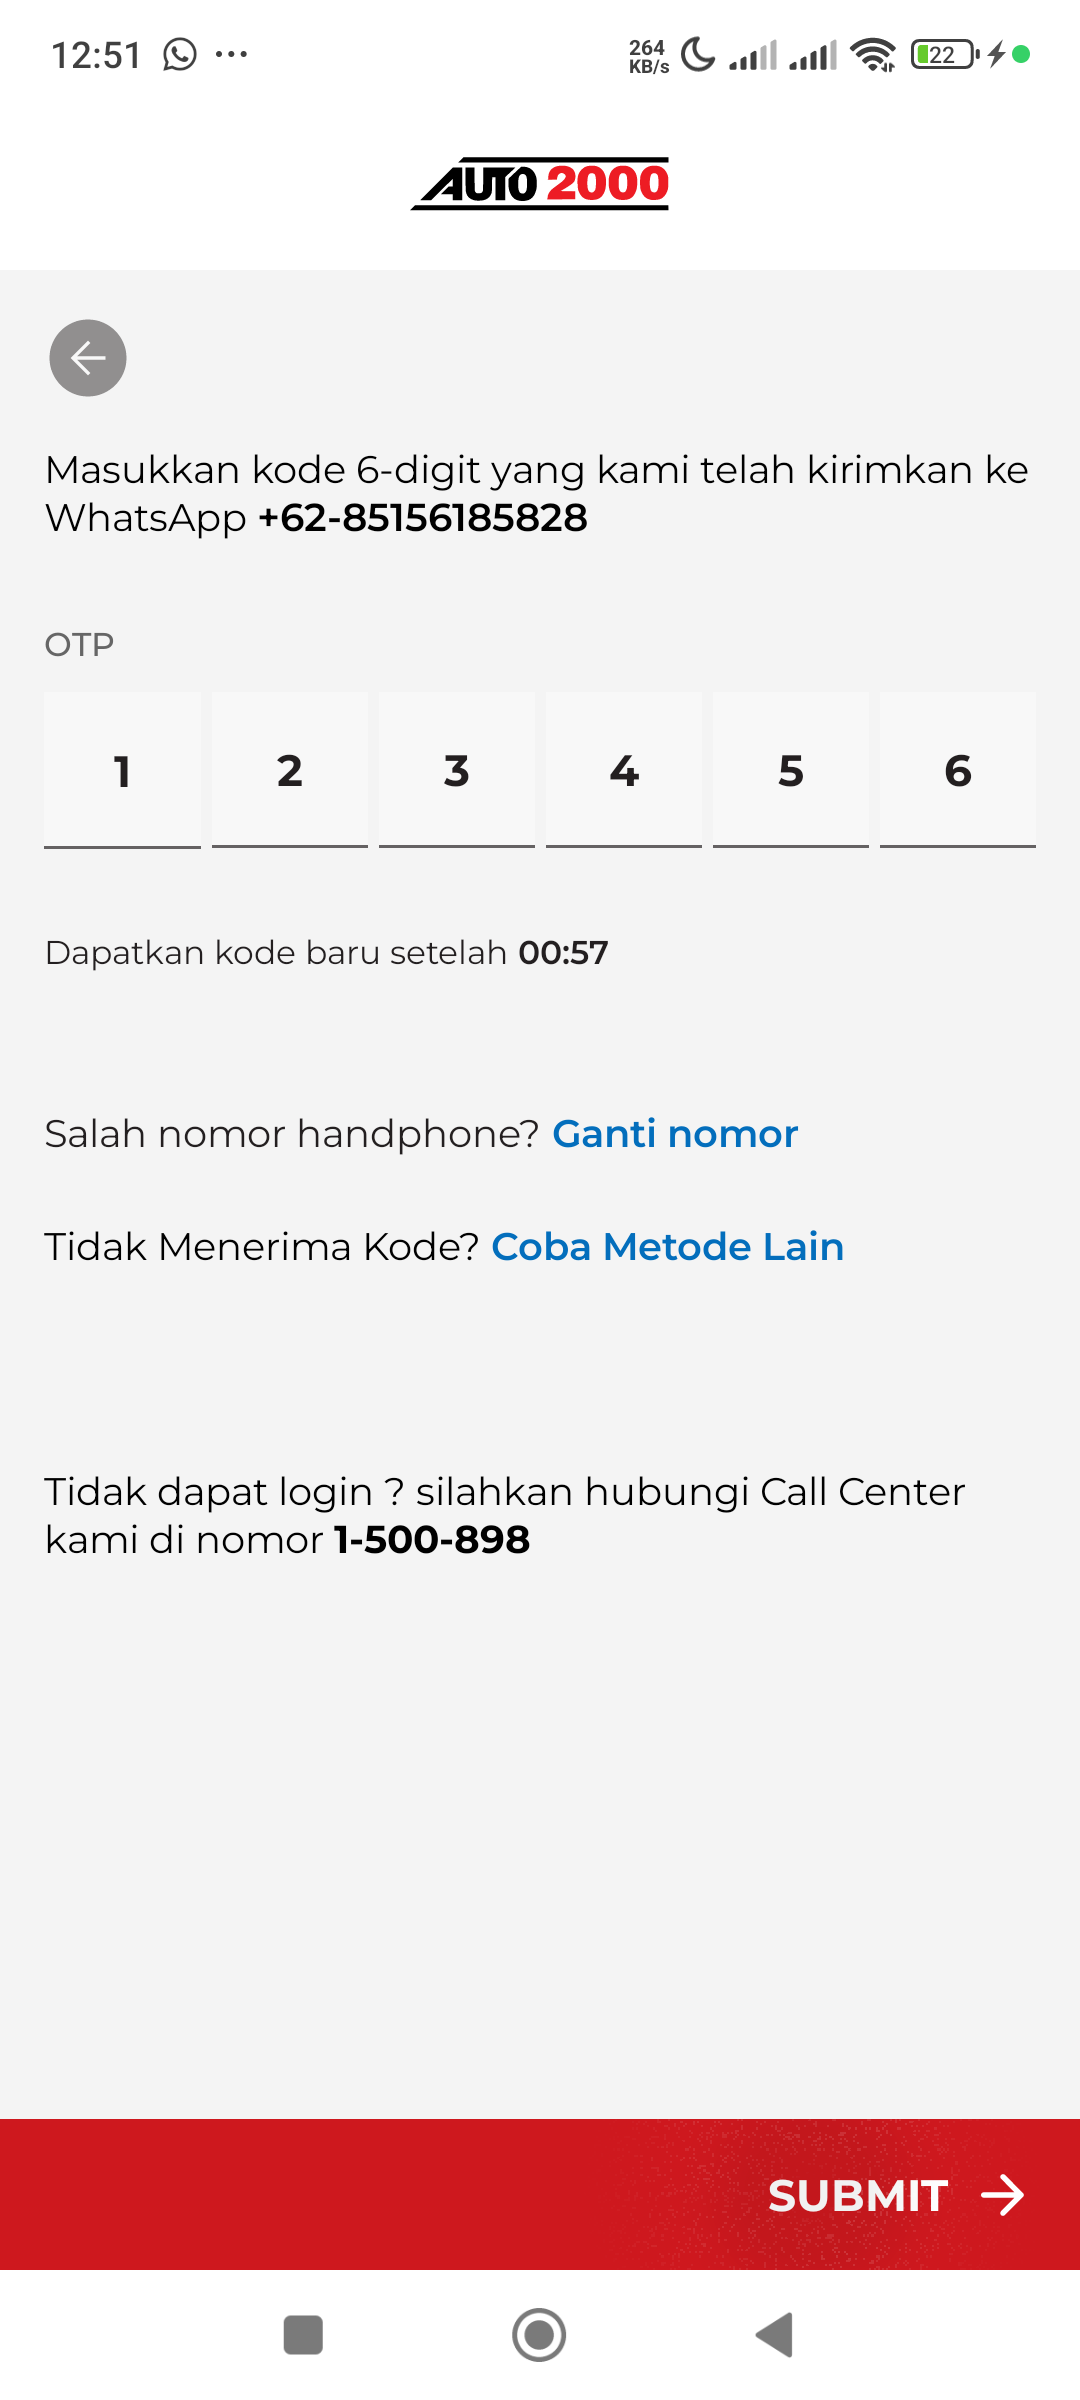 12:51
264 KB/s
22
AUTO 2000
Masukkan kode 6-digit yang kami telah kirimkan ke
WhatsApp +62-85156185828
OTP
1 2 3 4 5 6
Dapatkan kode baru setelah 00:57
Salah nomor handphone? Ganti nomor
Tidak Menerima Kode? Coba Metode Lain
Tidak dapat login ? silahkan hubungi Call Center
kami di nomor 1-500-898
SUBMIT